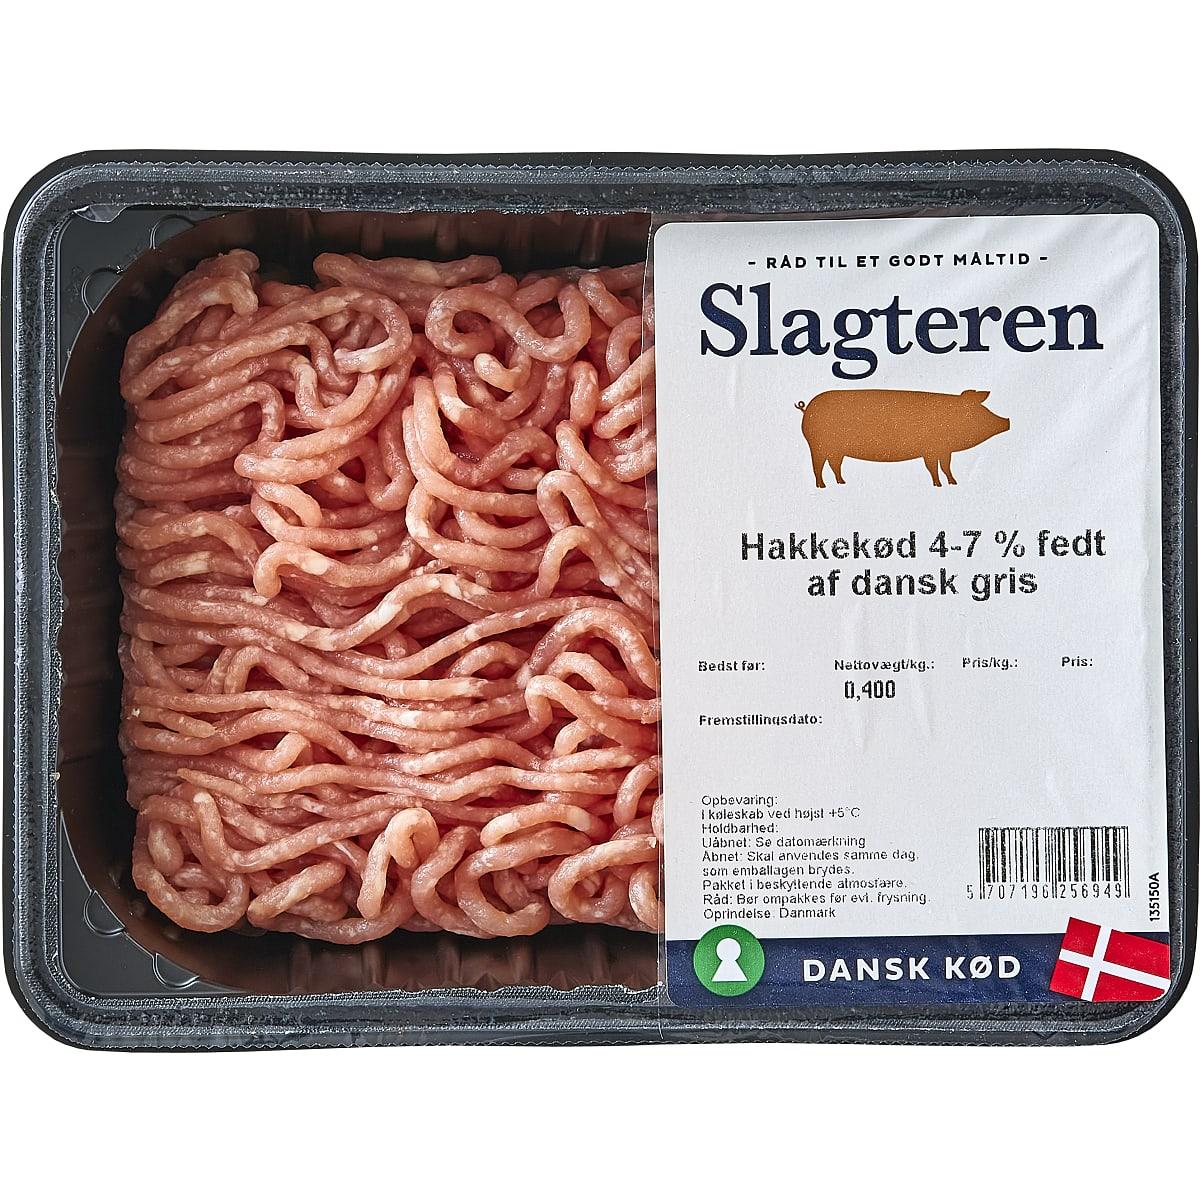 - RÅD TIL ET GODT MÅLTID -
Slagteren
Hakkekød 4-7 % fedt
af dansk gris
Bedst før: Nettovægt/kg.: Pris/kg.: Pris:
0,400
Fremstillingsdato:
Opbevaring:
I køleskab ved højst +5°C
Holdbarhed:
Uåbnet: Se datomærkning
Åbnet: Skal anvendes samme dag.
som emballagen brydes.
Pakket i beskyttende atmosfære.
Råd: Bør ompakkes før evt. frysning.
Oprindelse: Danmark
5 707196 256949
135150A
DANSK KØD